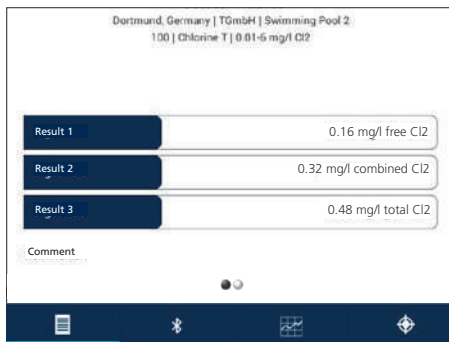 Dortmund, Germany | TGmbH | Swimming Pool 2
100 | Chlorine T | 0.01-6 mg/l Cl2
Result 1
0.16 mg/l free Cl2
Result 2
0.32 mg/l combined Cl2
Result 3
0.48 mg/l total Cl2
Comment